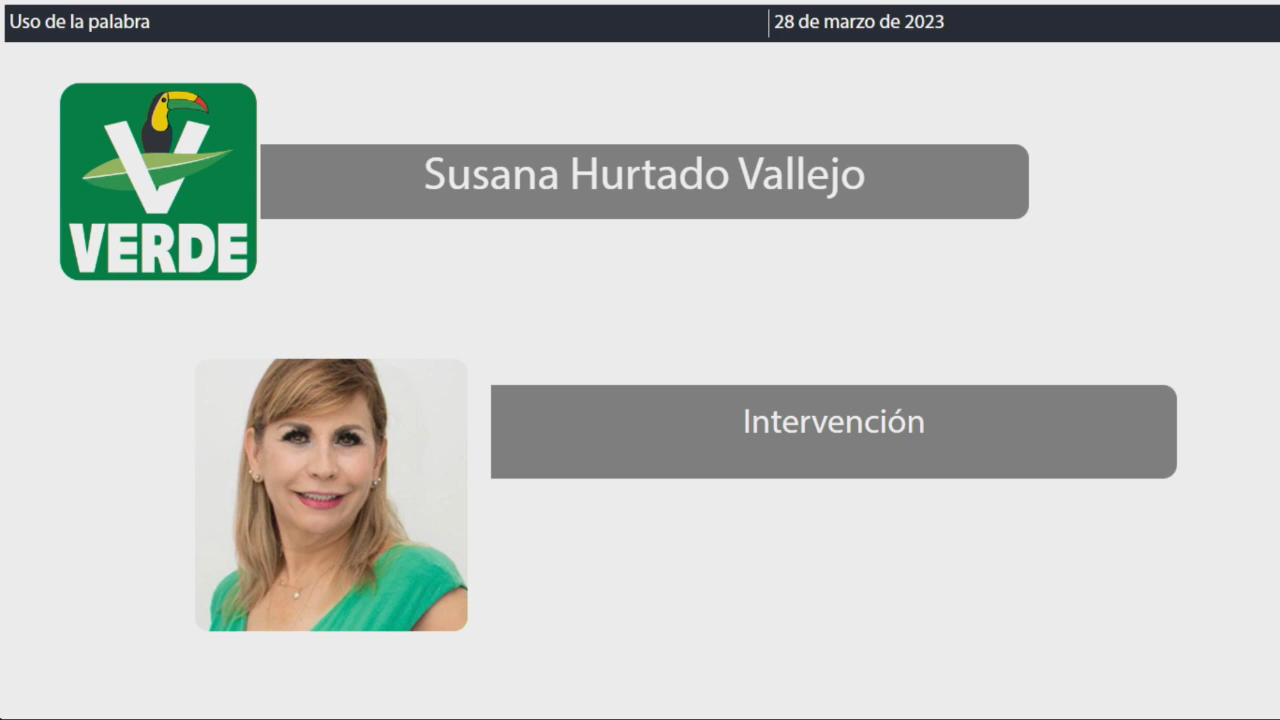 Uso de la palabra
28 de marzo de 2023
V
VERDE
Susana Hurtado Vallejo
Intervención